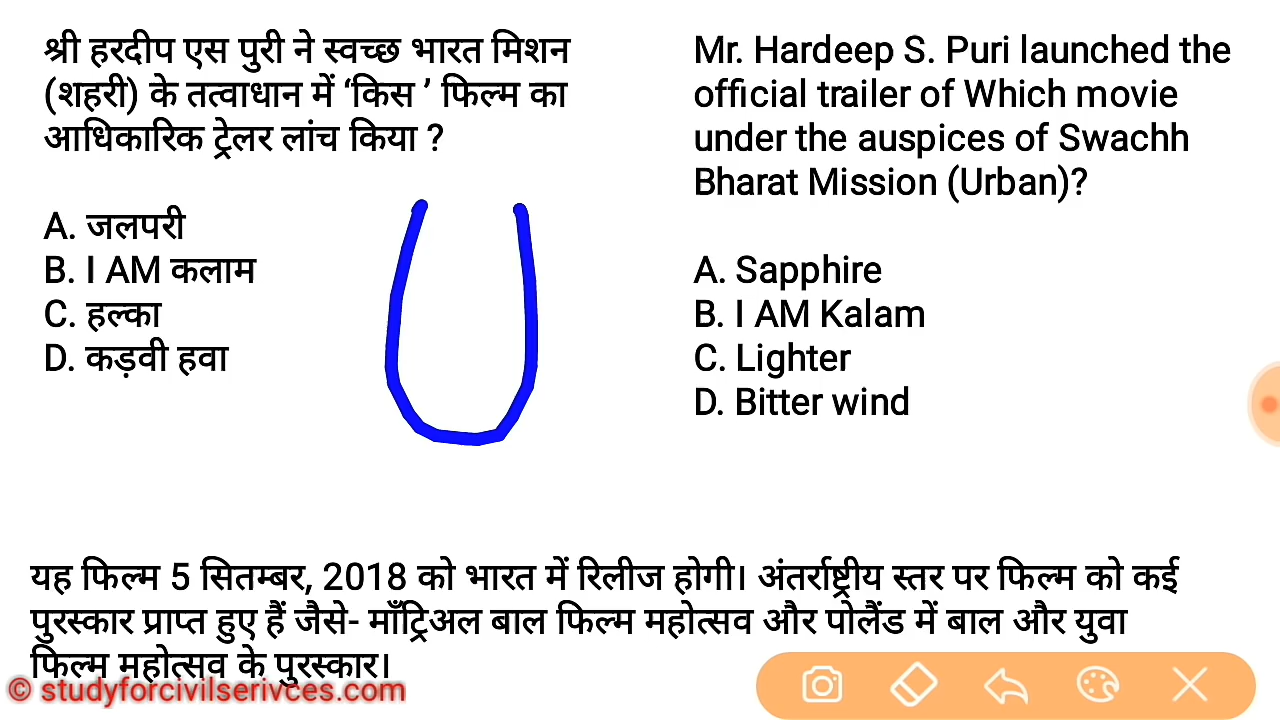 श्री हरदीप एस पुरी ने स्वच्छ भारत मिशन
(शहरी) के तत्वाधान में ‘किस ’ फिल्म का
आधिकारिक ट्रेलर लांच किया ?
A. जलपरी
B. I AM कलाम
C. हल्का
D. कड़वी हवा
Mr. Hardeep S. Puri launched the
official trailer of Which movie
under the auspices of Swachh
Bharat Mission (Urban)?
A. Sapphire
B. I AM Kalam
C. Lighter
D. Bitter wind
यह फिल्म 5 सितम्बर, 2018 को भारत में रिलीज होगी। अंतर्राष्ट्रीय स्तर पर फिल्म को कई
पुरस्कार प्राप्त हुए हैं जैसे- माँट्रिअल बाल फिल्म महोत्सव और पोलैंड में बाल और युवा
फिल्म महोत्सव के पुरस्कार।
© studyforcivilserivces.com